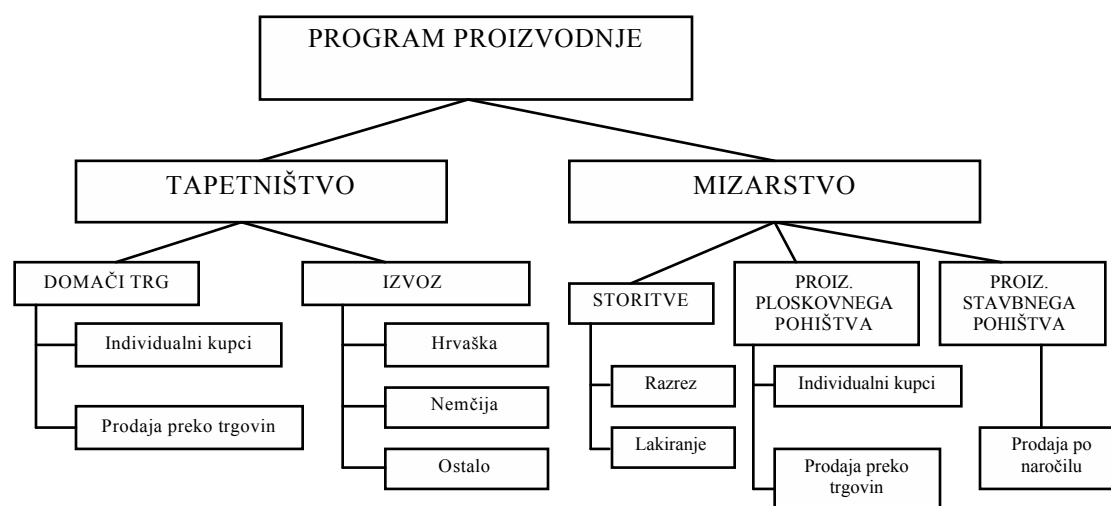 PROGRAM PROIZVODNJE
TAPETNIŠTVO
MIZARSTVO
DOMAČI TRG
IZVOZ
STORITVE
PROIZ.
PLOSKOVNEGA
POHIŠTVA
PROIZ.
STAVBNEGA
POHIŠTVA
Individualni kupci
Prodaja preko trgovin
Hrvaška
Nemčija
Ostalo
Razrez
Lakiranje
Individualni kupci
Prodaja preko
trgovin
Prodaja po
naročilu